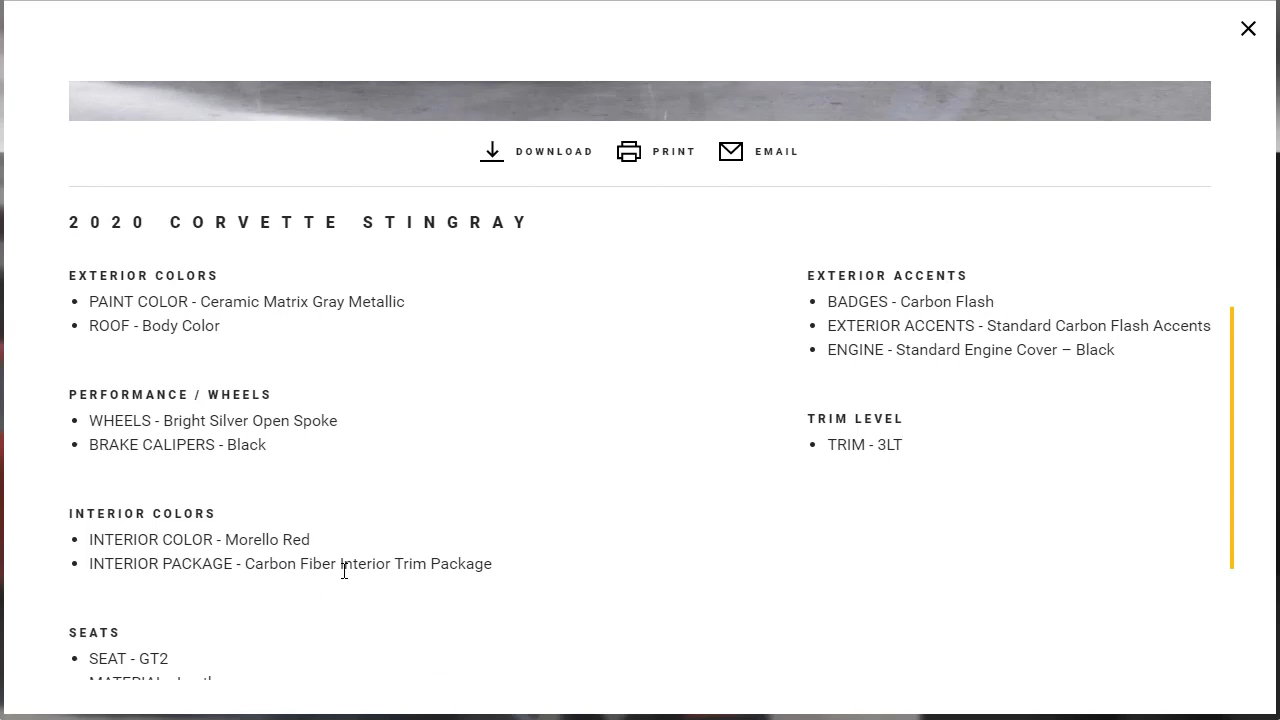 DOWNLOAD PRINT EMAIL
2020 CORVETTE STINGRAY
EXTERIOR COLORS
PAINT COLOR - Ceramic Matrix Gray Metallic
ROOF - Body Color
PERFORMANCE / WHEELS
WHEELS - Bright Silver Open Spoke
BRAKE CALIPERS - Black
INTERIOR COLORS
INTERIOR COLOR - Morello Red
INTERIOR PACKAGE - Carbon Fiber Interior Trim Package
SEATS
SEAT - GT2
EXTERIOR ACCENTS
BADGES - Carbon Flash
EXTERIOR ACCENTS - Standard Carbon Flash Accents
ENGINE - Standard Engine Cover – Black
TRIM LEVEL
TRIM - 3LT